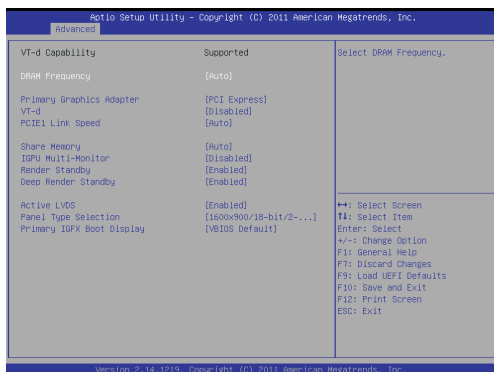 Aptio Setup Utility – Copyright (C) 2011 American Megatrends, Inc.
Advanced
VT-d Capability Supported
DRAM Frequency [Auto]
Primary Graphics Adapter [PCI Express]
VT-d [Disabled]
PCIE1 Link Speed [Auto]
Share Memory [Auto]
IGPU Multi-Monitor [Disabled]
Render Standby [Enabled]
Deep Render Standby [Enabled]
Active LVDS [Enabled]
Panel Type Selection [1600x900/18-bit/2-...]
Primary IGFX Boot Display [VBIOS Default]
Select DRAM Frequency.
↔: Select Screen
↑↓: Select Item
Enter: Select
+/-: Change Option
F1: General Help
F7: Discard Changes
F9: Load UEFI Defaults
F10: Save and Exit
F12: Print Screen
ESC: Exit
Version 2.14.1219. Copyright (C) 2011 American Megatrends, Inc.